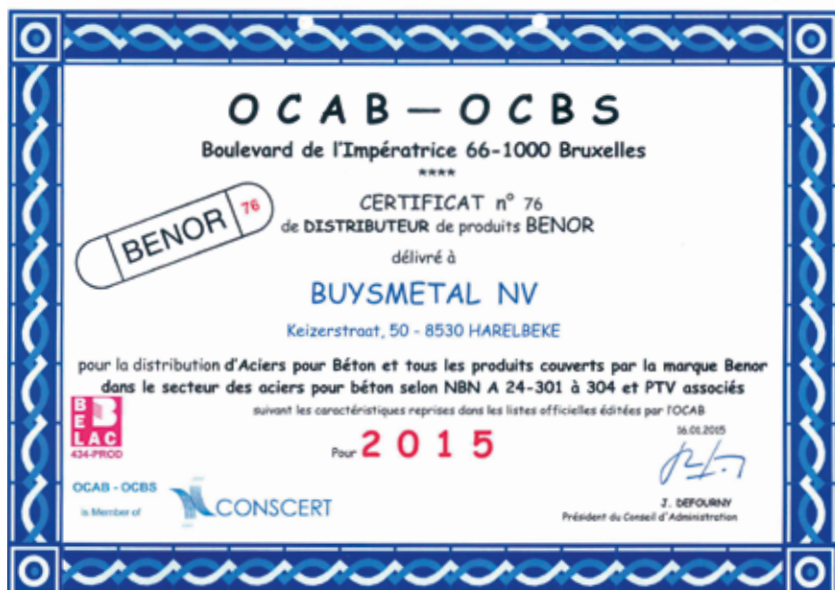 OCAB — OCBS
Boulevard de l'Impératrice 66-1000 Bruxelles
****
CERTIFICAT n° 76
de DISTRIBUTEUR de produits BENOR
BENOR 76
délivré à
BUYSMETAL NV
Keizerstraat, 50 - 8530 HARELBEKE
pour la distribution d'Aciers pour Béton et tous les produits couverts par la marque Benor
dans le secteur des aciers pour béton selon NBN A 24-301 à 304 et PTV associés
suivant les caractéristiques reprises dans les listes officielles éditées par l'OCAB
BELAC
434-PROD
16.01.2015
Pour 2015
OCAB - OCBS
is Member of
CONSCERT
J. DEFOURNY
Président du Conseil d'Administration